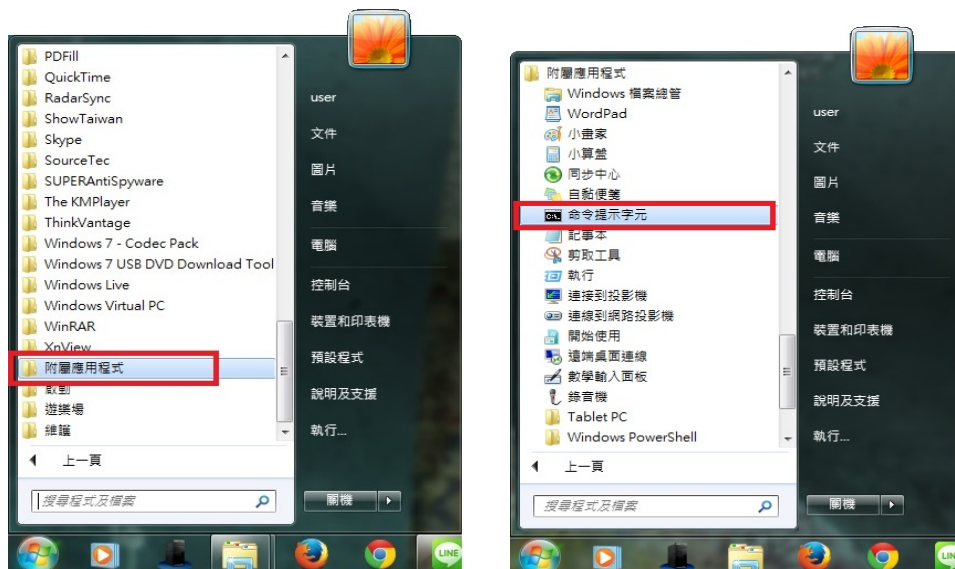 PDFill
QuickTime
RadarSync
ShowTaiwan
Skype
SourceTec
SUPERAntiSpyware
The KMPlayer
ThinkVantage
Windows 7 - Codec Pack
Windows 7 USB DVD Download Tool
Windows Live
Windows Virtual PC
WinRAR
XnView
附屬應用程式
啟動
遊樂場
維護
上一頁
搜尋程式及檔案
user
文件
圖片
音樂
電腦
控制台
裝置和印表機
預設程式
說明及支援
執行...
關機
LINE
附屬應用程式
Windows 檔案總管
WordPad
小畫家
小算盤
同步中心
自黏便箋
命令提示字元
記事本
剪取工具
執行
連接到投影機
連線到網路投影機
開始使用
遠端桌面連線
數學輸入面板
錄音機
Tablet PC
Windows PowerShell
上一頁
搜尋程式及檔案
user
文件
圖片
音樂
電腦
控制台
裝置和印表機
預設程式
說明及支援
執行...
關機